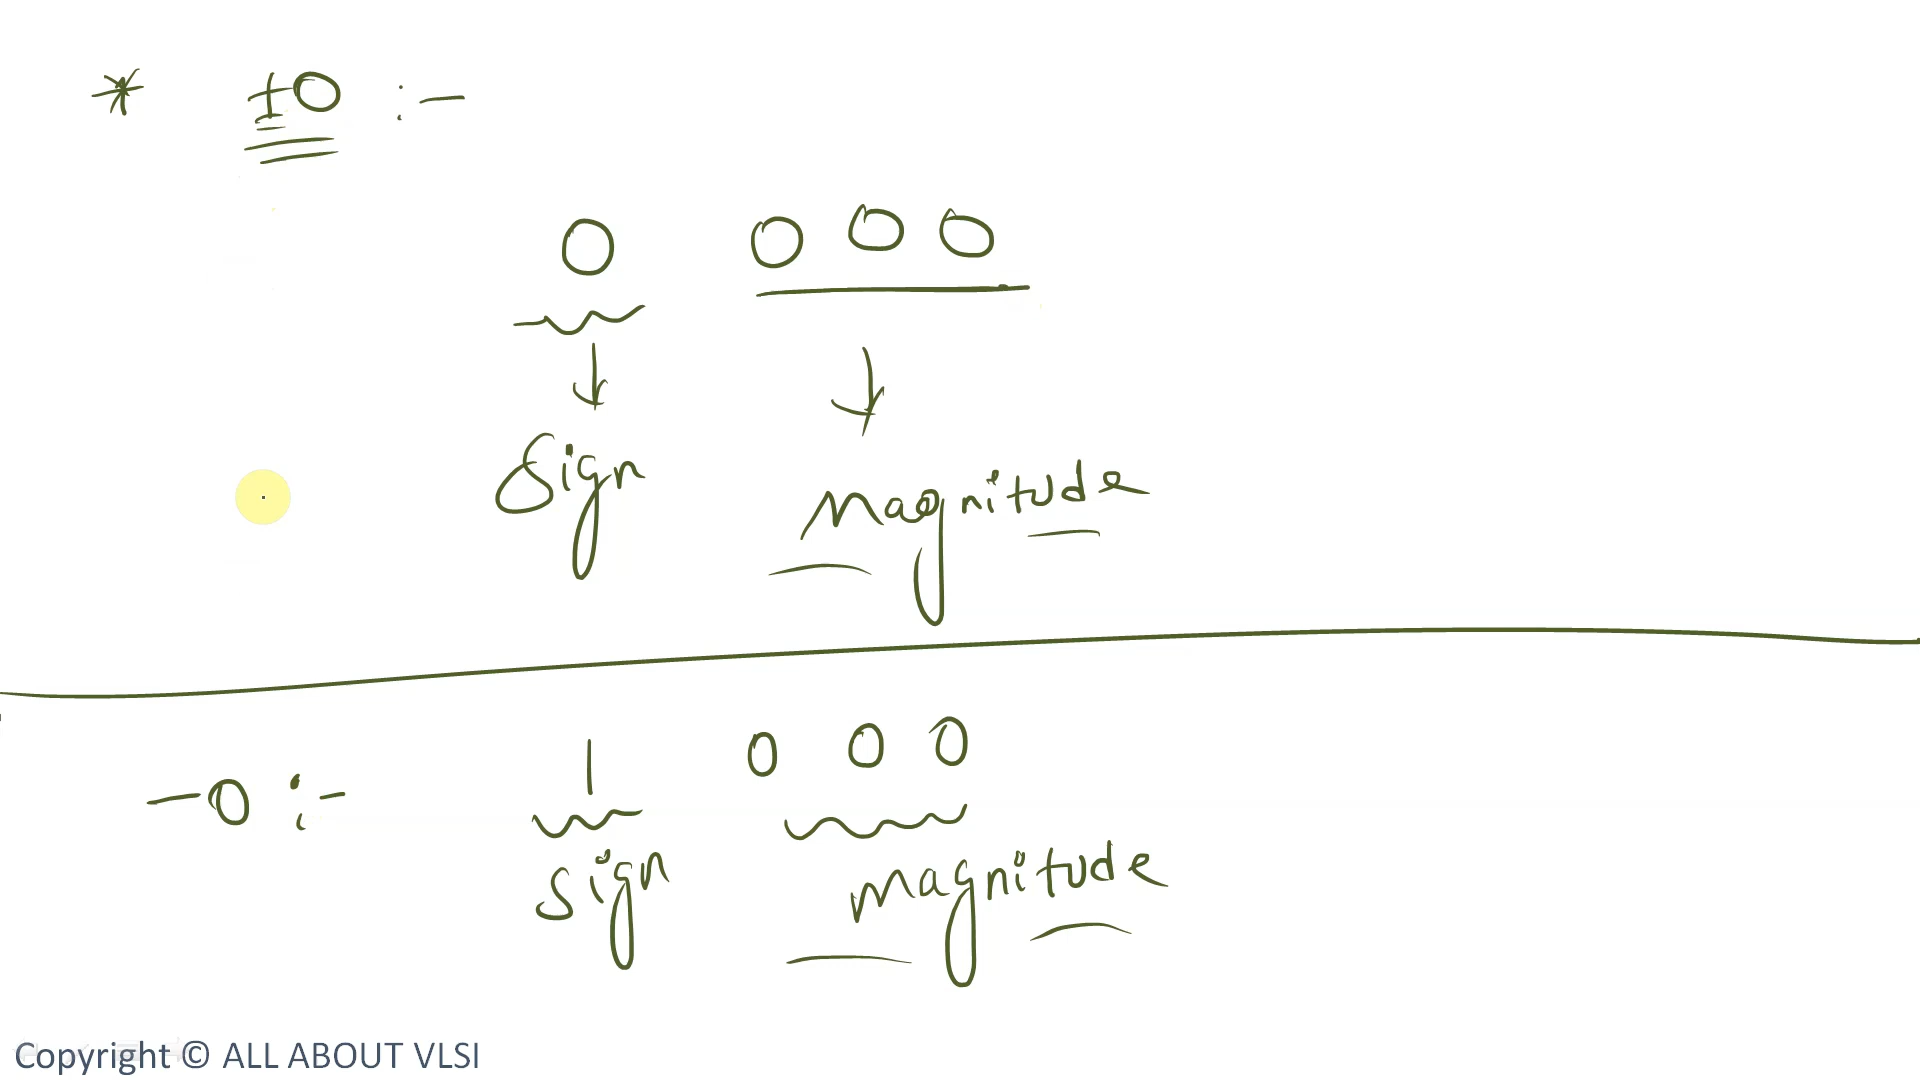 * ±0 :-
0 000
Sign Magnitude
-0 :- 1 000
Sign Magnitude
Copyright © ALL ABOUT VLSI